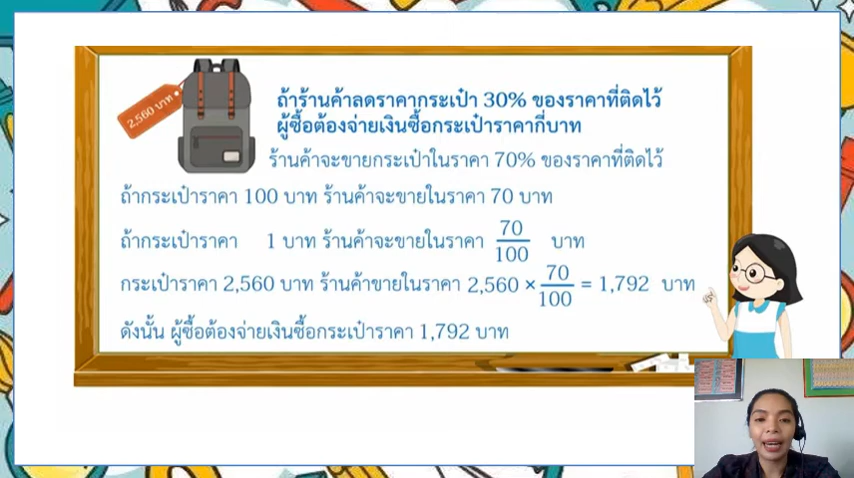 2,560 บาท
ถ้าร้านค้าลดราคากระเป๋า 30% ของราคาที่ติดไว้
ผู้ซื้อต้องจ่ายเงินซื้อกระเป๋าราคากี่บาท
ร้านค้าจะขายกระเป๋าในราคา 70% ของราคาที่ติดไว้
ถ้ากระเป๋าราคา 100 บาท ร้านค้าจะขายในราคา 70 บาท
ถ้ากระเป๋าราคา 1 บาท ร้านค้าจะขายในราคา 70/100 บาท
กระเป๋าราคา 2,560 บาท ร้านค้าขายในราคา 2,560 × 70/100 = 1,792 บาท
ดังนั้น ผู้ซื้อต้องจ่ายเงินซื้อกระเป๋าราคา 1,792 บาท